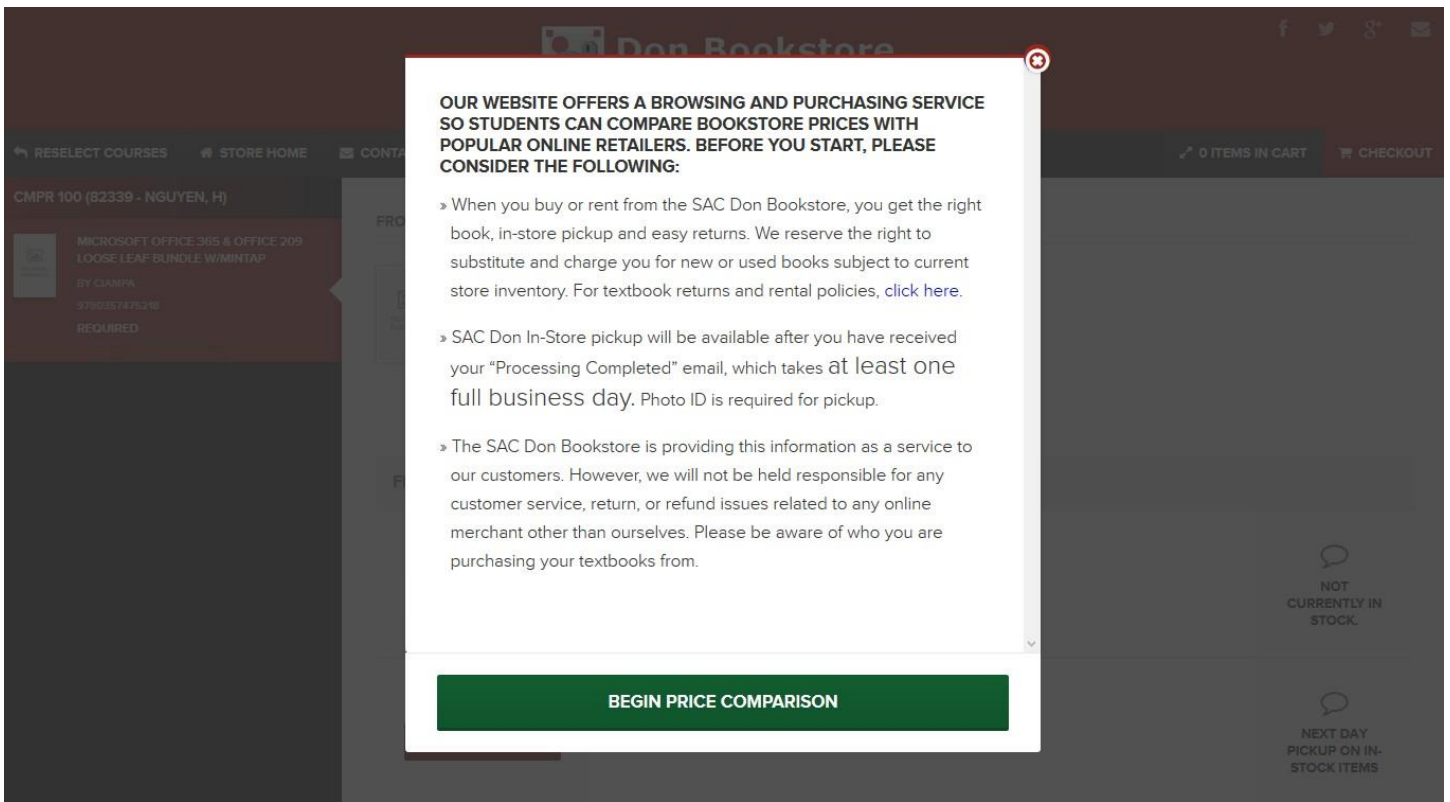 Don Bookstore
RESELECT COURSES
STORE HOME
CONTA
0 ITEMS IN CART
CHECKOUT
CMPR 100 (82339 - NGUYEN, H)
MICROSOFT OFFICE 365 & OFFICE 209
LOOSE LEAF BUNDLE W/MINTAP
BY CIAMPA
9780357475218
REQUIRED
FRO
OUR WEBSITE OFFERS A BROWSING AND PURCHASING SERVICE
SO STUDENTS CAN COMPARE BOOKSTORE PRICES WITH
POPULAR ONLINE RETAILERS. BEFORE YOU START, PLEASE
CONSIDER THE FOLLOWING:
» When you buy or rent from the SAC Don Bookstore, you get the right
book, in-store pickup and easy returns. We reserve the right to
substitute and charge you for new or used books subject to current
store inventory. For textbook returns and rental policies, click here.
» SAC Don In-Store pickup will be available after you have received
your “Processing Completed” email, which takes at least one
full business day. Photo ID is required for pickup.
» The SAC Don Bookstore is providing this information as a service to
our customers. However, we will not be held responsible for any
customer service, return, or refund issues related to any online
merchant other than ourselves. Please be aware of who you are
purchasing your textbooks from.
BEGIN PRICE COMPARISON
NOT
CURRENTLY IN
STOCK.
NEXT DAY
PICKUP ON IN-
STOCK ITEMS